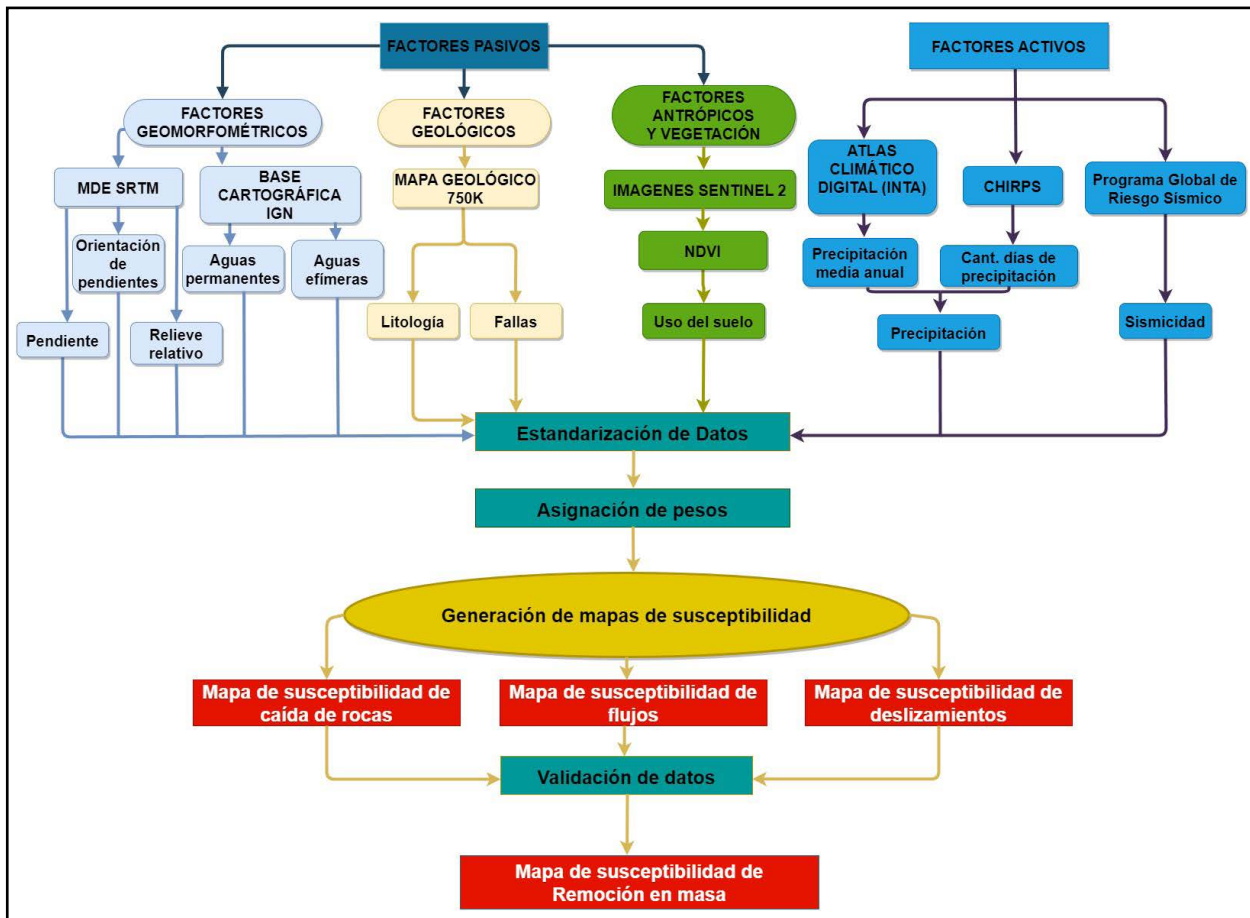 FACTORES PASIVOS
FACTORES ACTIVOS
FACTORES
GEOMORFOMÉTRICOS
FACTORES
GEOLÓGICOS
FACTORES
ANTRÓPICOS
Y VEGETACIÓN
MDE SRTM
BASE
CARTOGRÁFICA
IGN
MAPA GEOLÓGICO
750K
IMAGENES SENTINEL 2
ATLAS
CLIMÁTICO
DIGITAL (INTA)
CHIRPS
Programa Global de
Riesgo Sísmico
Orientación
de
pendientes
Aguas
permanentes
Aguas
efímeras
NDVI
Precipitación
media anual
Cant. días de
precipitación
Pendiente
Relieve
relativo
Litología
Fallas
Uso del suelo
Precipitación
Sismicidad
Estandarización de Datos
Asignación de pesos
Generación de mapas de susceptibilidad
Mapa de susceptibilidad de
caída de rocas
Mapa de susceptibilidad de
flujos
Mapa de susceptibilidad de
deslizamientos
Validación de datos
Mapa de susceptibilidad de
Remoción en masa